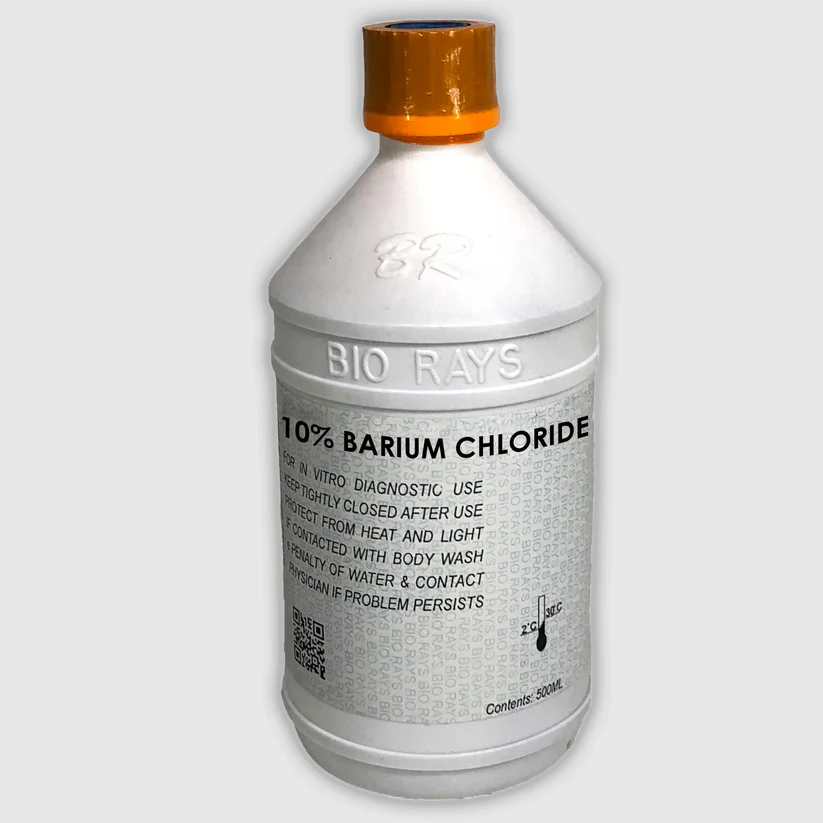 BR
BIO RAYS
10% BARIUM CHLORIDE
FOR IN VITRO DIAGNOSTIC USE
KEEP TIGHTLY CLOSED AFTER USE
PROTECT FROM HEAT AND LIGHT
IF CONTACTED WITH BODY WASH
PENALTY OF WATER & CONTACT
PHYSICIAN IF PROBLEM PERSISTS
2°C 30°C
Contents: 500ML